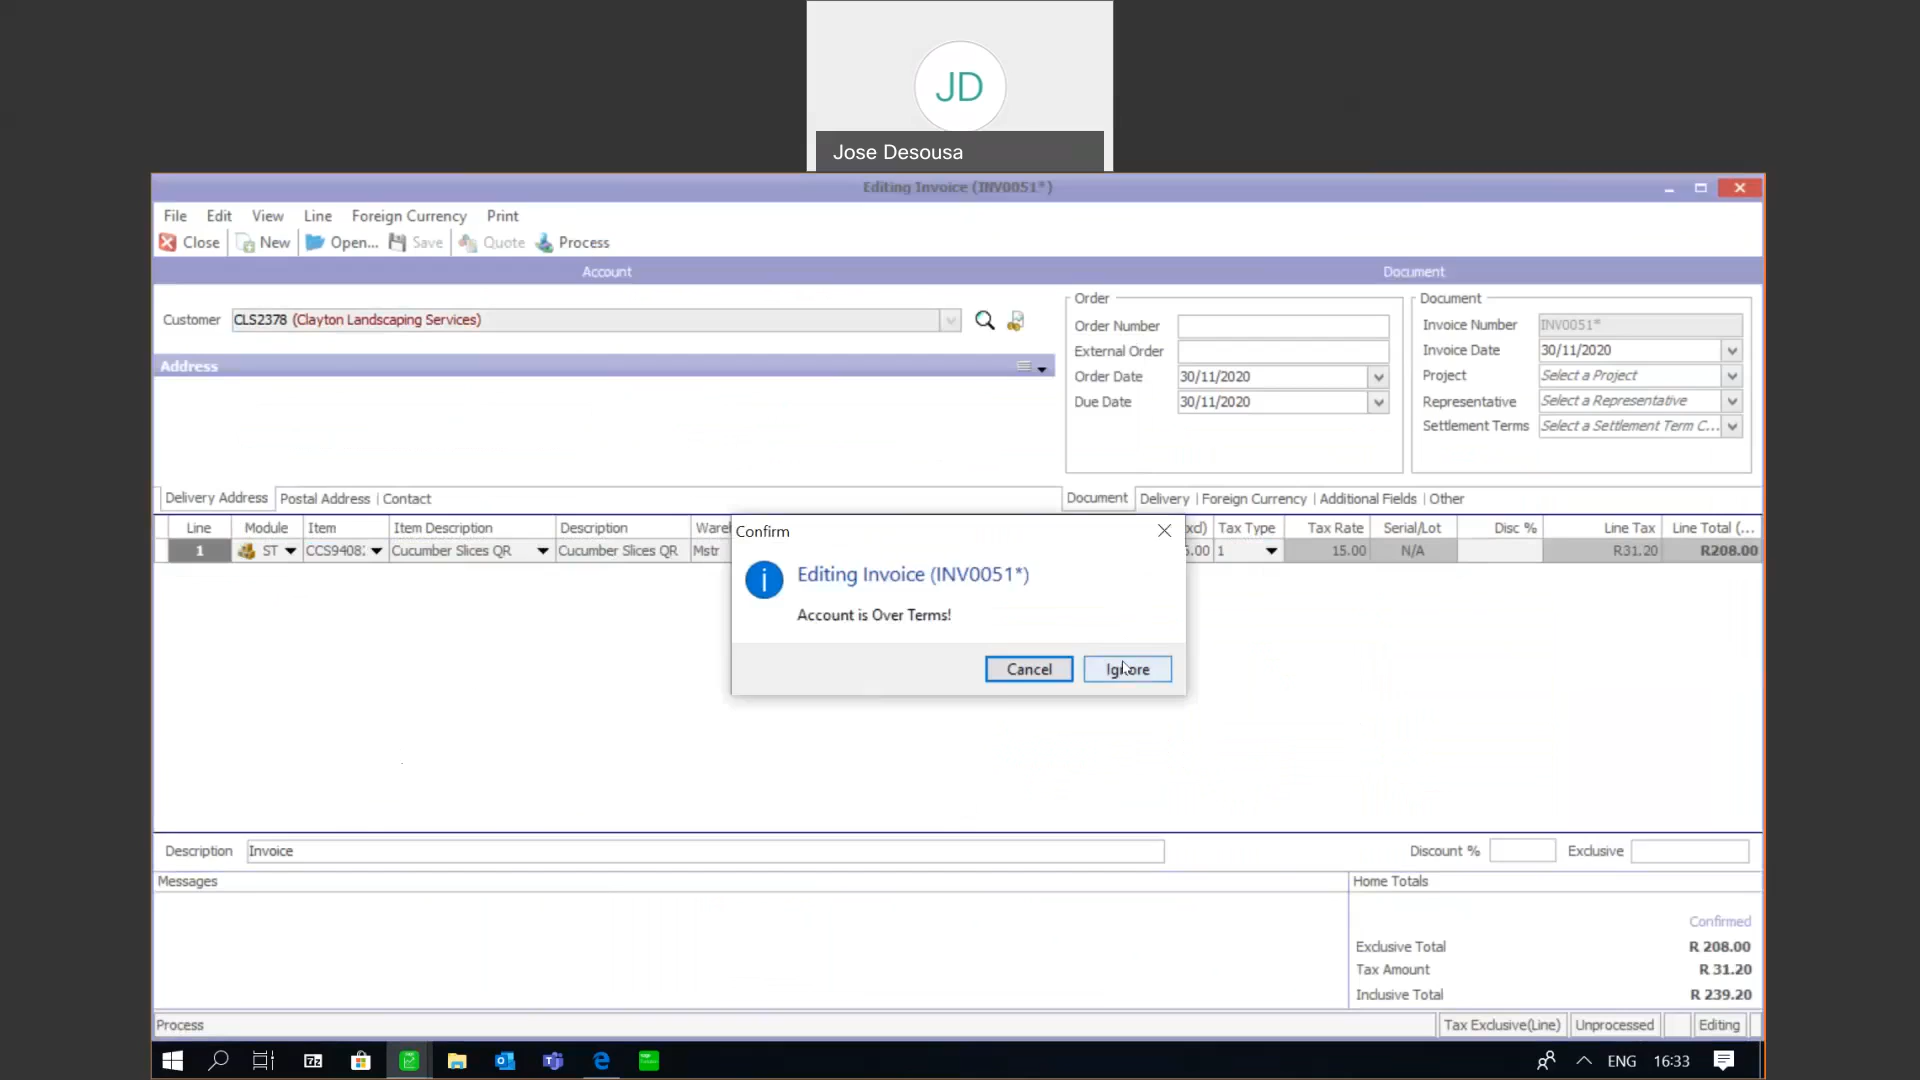 JD
Jose Desousa
Editing Invoice (INV0051*)
File Edit View Line Foreign Currency Print
Close New Open... Save Quote Process
Account Document
Customer CLS2378 (Clayton Landscaping Services)
Address
Order
Order Number
External Order
Order Date 30/11/2020
Due Date 30/11/2020
Document
Invoice Number INV0051*
Invoice Date 30/11/2020
Project Select a Project
Representative Select a Representative
Settlement Terms Select a Settlement Term C...
Delivery Address Postal Address | Contact
Document Delivery | Foreign Currency | Additional Fields | Other
Line Module Item Item Description Description Tax Type Tax Rate Serial/Lot Disc % Line Tax Line Total (...
1 ST Cucumber Slices QR Cucumber Slices QR Mstr 1 15.00 N/A R31.20 R208.00
Confirm
i
Editing Invoice (INV0051*)
Account is Over Terms!
Cancel Ignore
Description Invoice
Discount % Exclusive
Messages
Home Totals
Confirmed
Exclusive Total R 208.00
Tax Amount R 31.20
Inclusive Total R 239.20
Process Tax Exclusive(Line) Unprocessed Editing
7z ENG 16:33